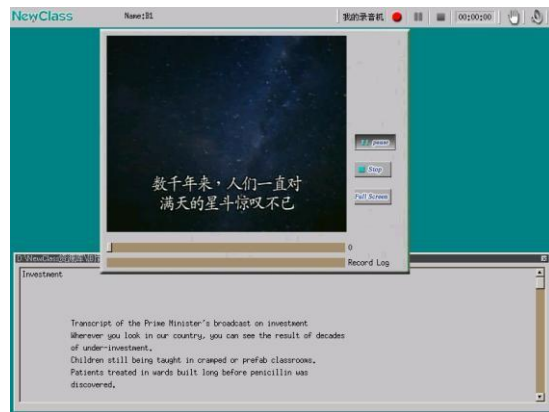 NewClass
Name:B1
我的录音机
00:00:00
pause
Stop
Full Screen
数千年来，人们一直对
满天的星斗惊叹不已
0
Record Log
Investment
Transcript of the Prime Minister's broadcast on investment
Wherever you look in our country, you can see the result of decades
of under-investment.
Children still being taught in cramped or prefab classrooms.
Patients treated in wards built long before penicillin was
discovered.